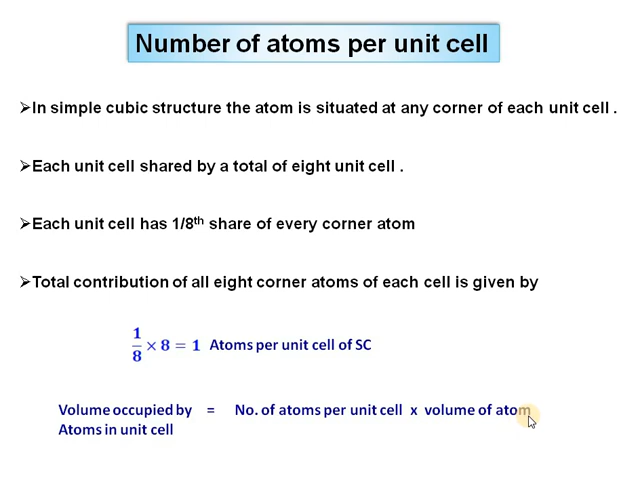 Number of atoms per unit cell
➢In simple cubic structure the atom is situated at any corner of each unit cell .
➢Each unit cell shared by a total of eight unit cell .
➢Each unit cell has 1/8th share of every corner atom
➢Total contribution of all eight corner atoms of each cell is given by
1/8 × 8 = 1 Atoms per unit cell of SC
Volume occupied by = No. of atoms per unit cell x volume of atom
Atoms in unit cell